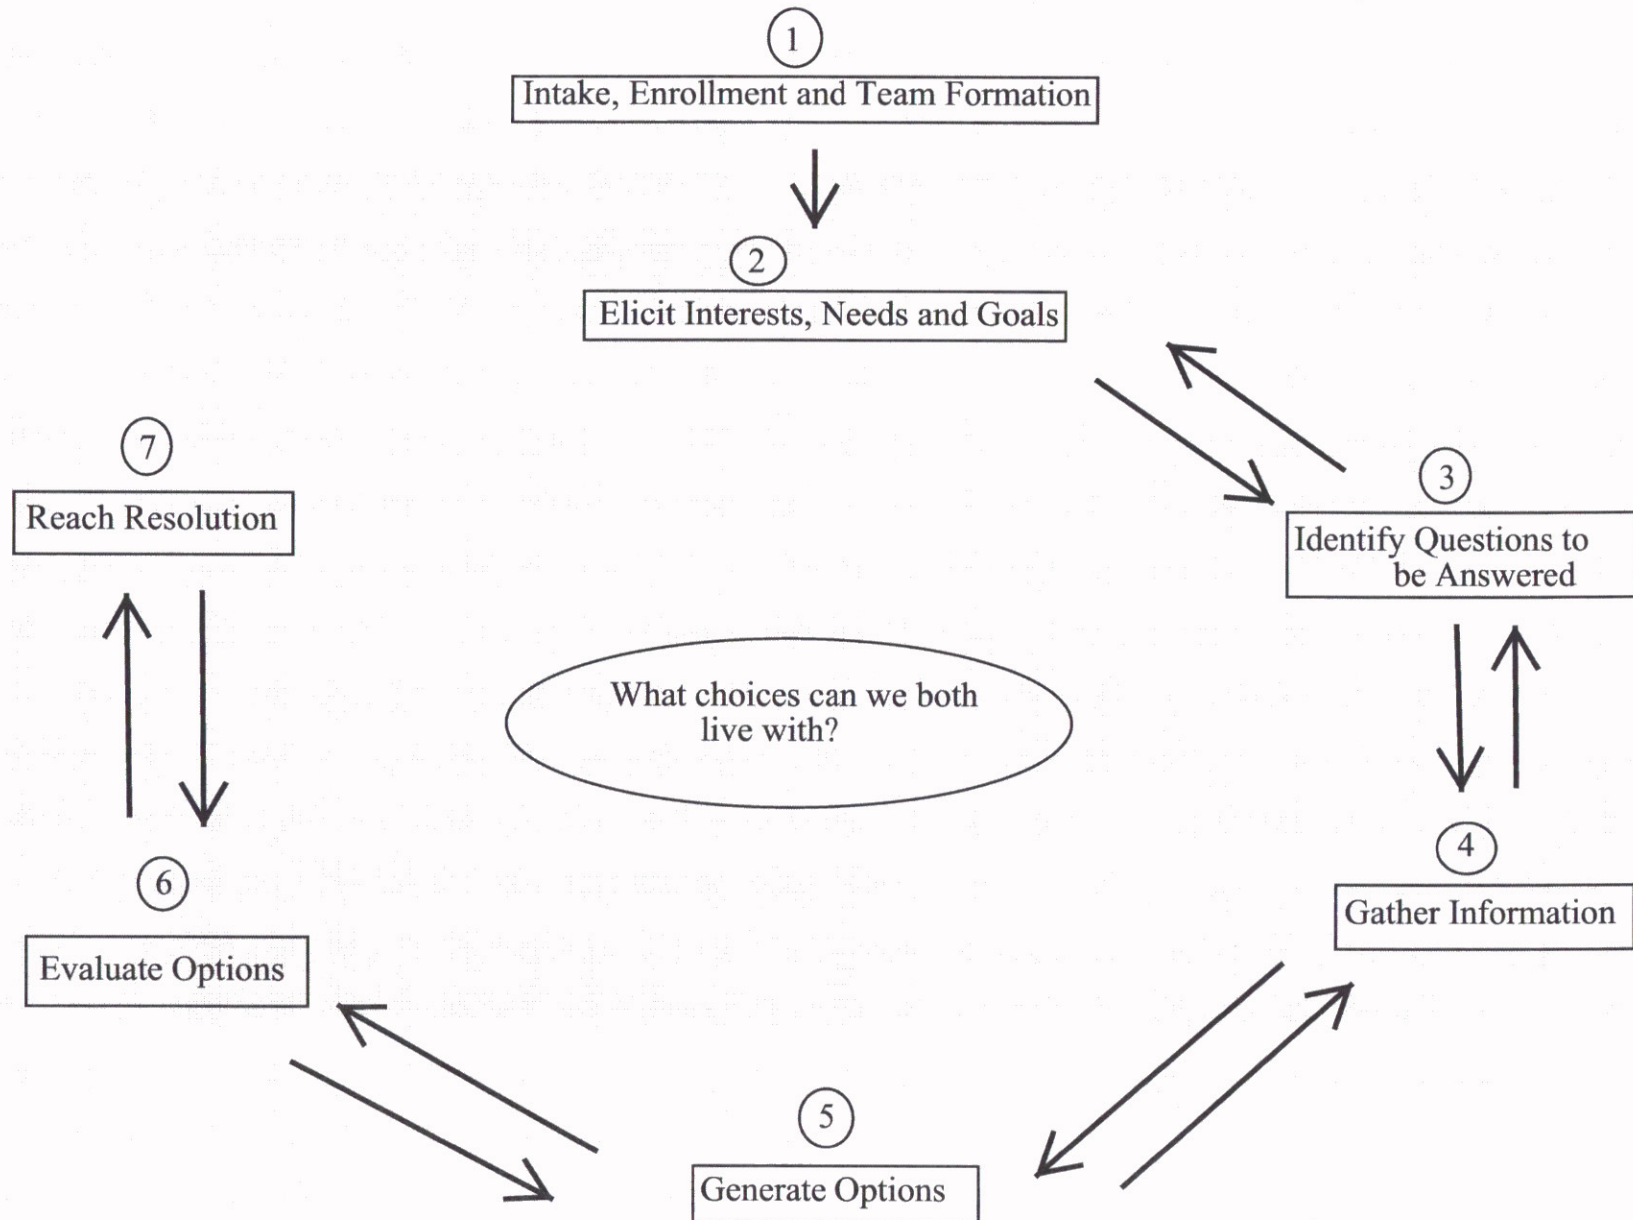 1
Intake, Enrollment and Team Formation
2
Elicit Interests, Needs and Goals
3
Identify Questions to
be Answered
4
Gather Information
5
Generate Options
6
Evaluate Options
7
Reach Resolution
What choices can we both
live with?